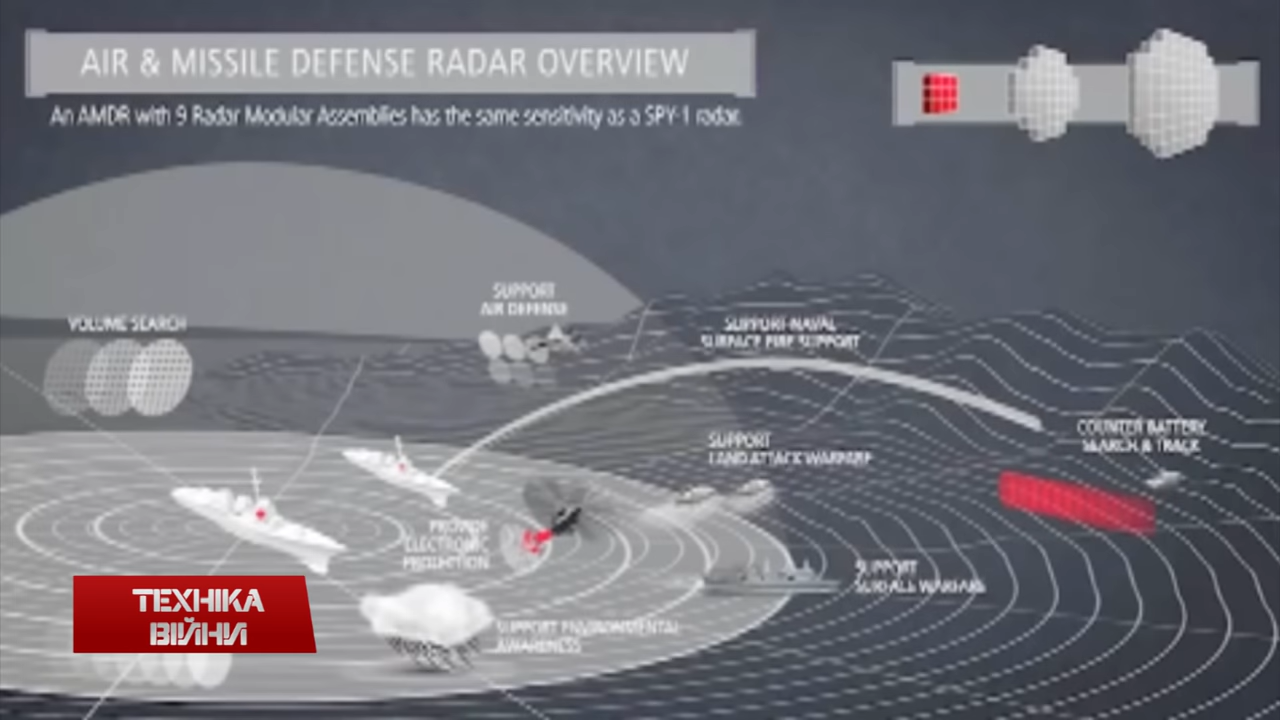 AIR & MISSILE DEFENSE RADAR OVERVIEW
An AMDR with 9 Radar Modular Assemblies has the same sensitivity as a SPY-1 radar.
SUPPORT
AIR DEFENSE
VOLUME SEARCH
SUPPORT NAVAL
SURFACE FIRE SUPPORT
COUNTER BATTERY
SEARCH & TRACK
SUPPORT
LAND ATTACK WARFARE
PROVIDE
ELECTRONIC
PROTECTION
SUPPORT
SURFACE WARFARE
SUPPORT ENVIRONMENTAL
AWARENESS
ТЕХНІКА
ВІЙНИ